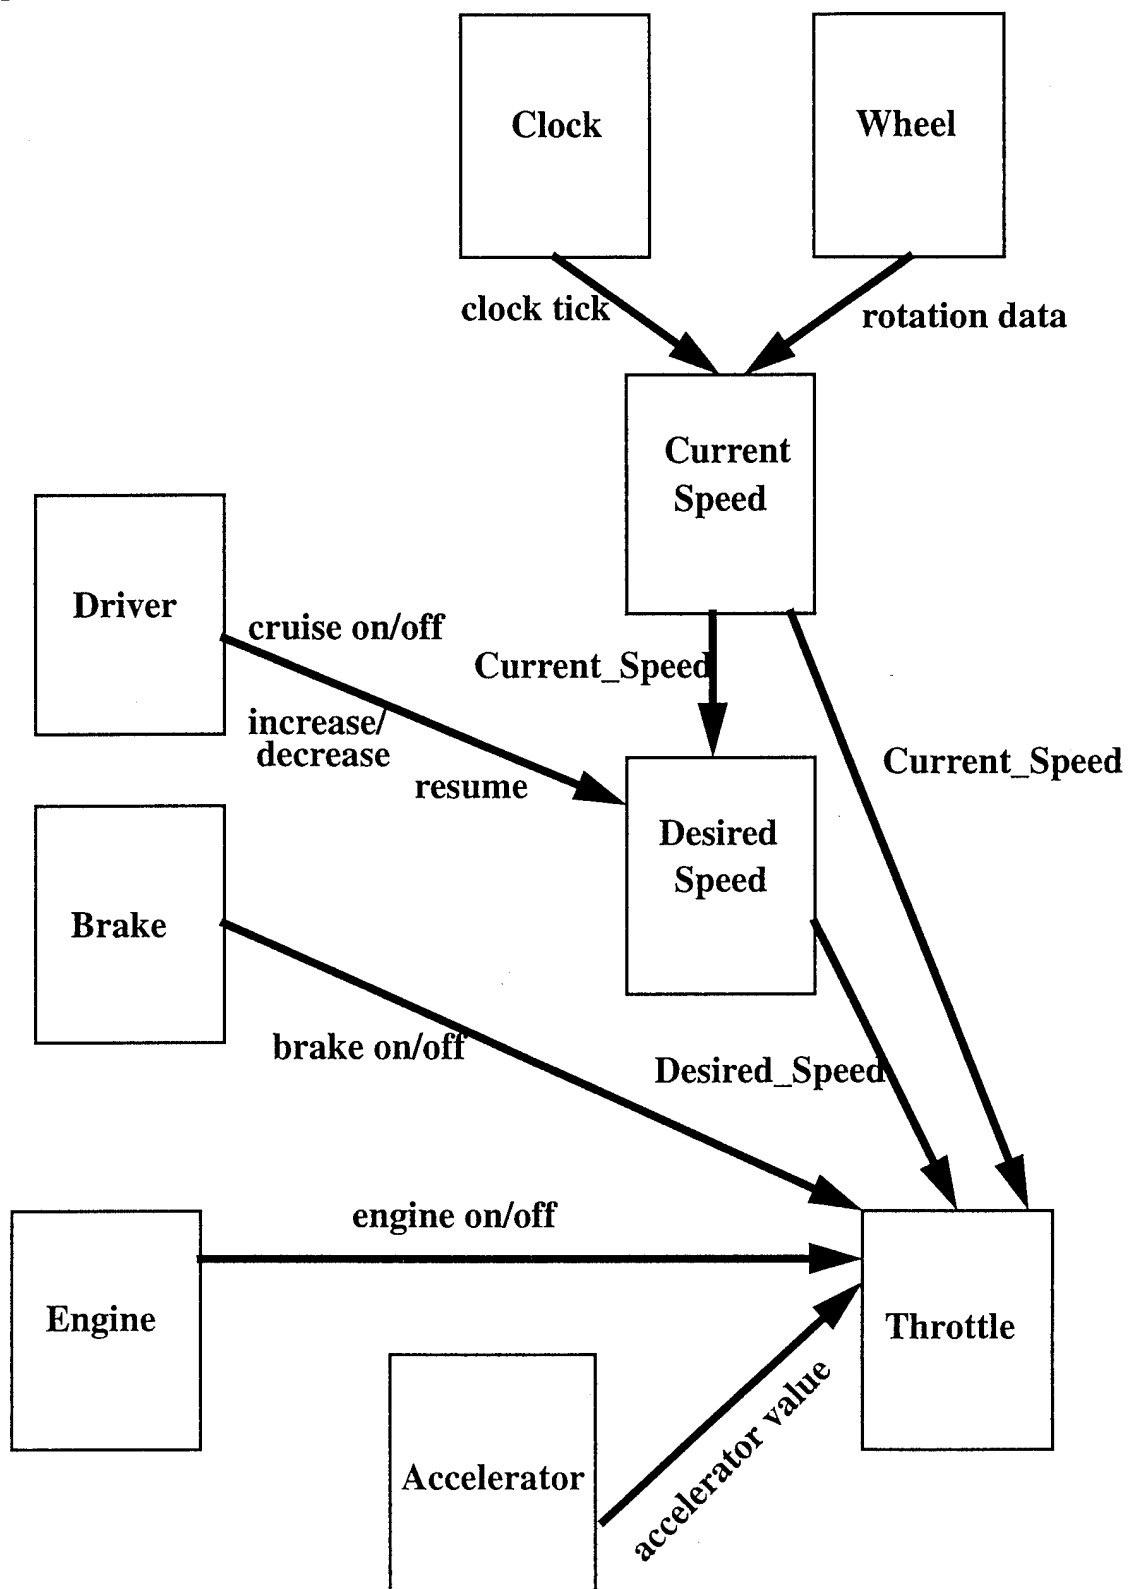 Clock
Wheel
clock tick
rotation data
Current
Speed
Driver
cruise on/off
Current_Speed
increase/
decrease
resume
Current_Speed
Desired
Speed
Brake
brake on/off
Desired_Speed
engine on/off
Engine
Throttle
accelerator value
Accelerator